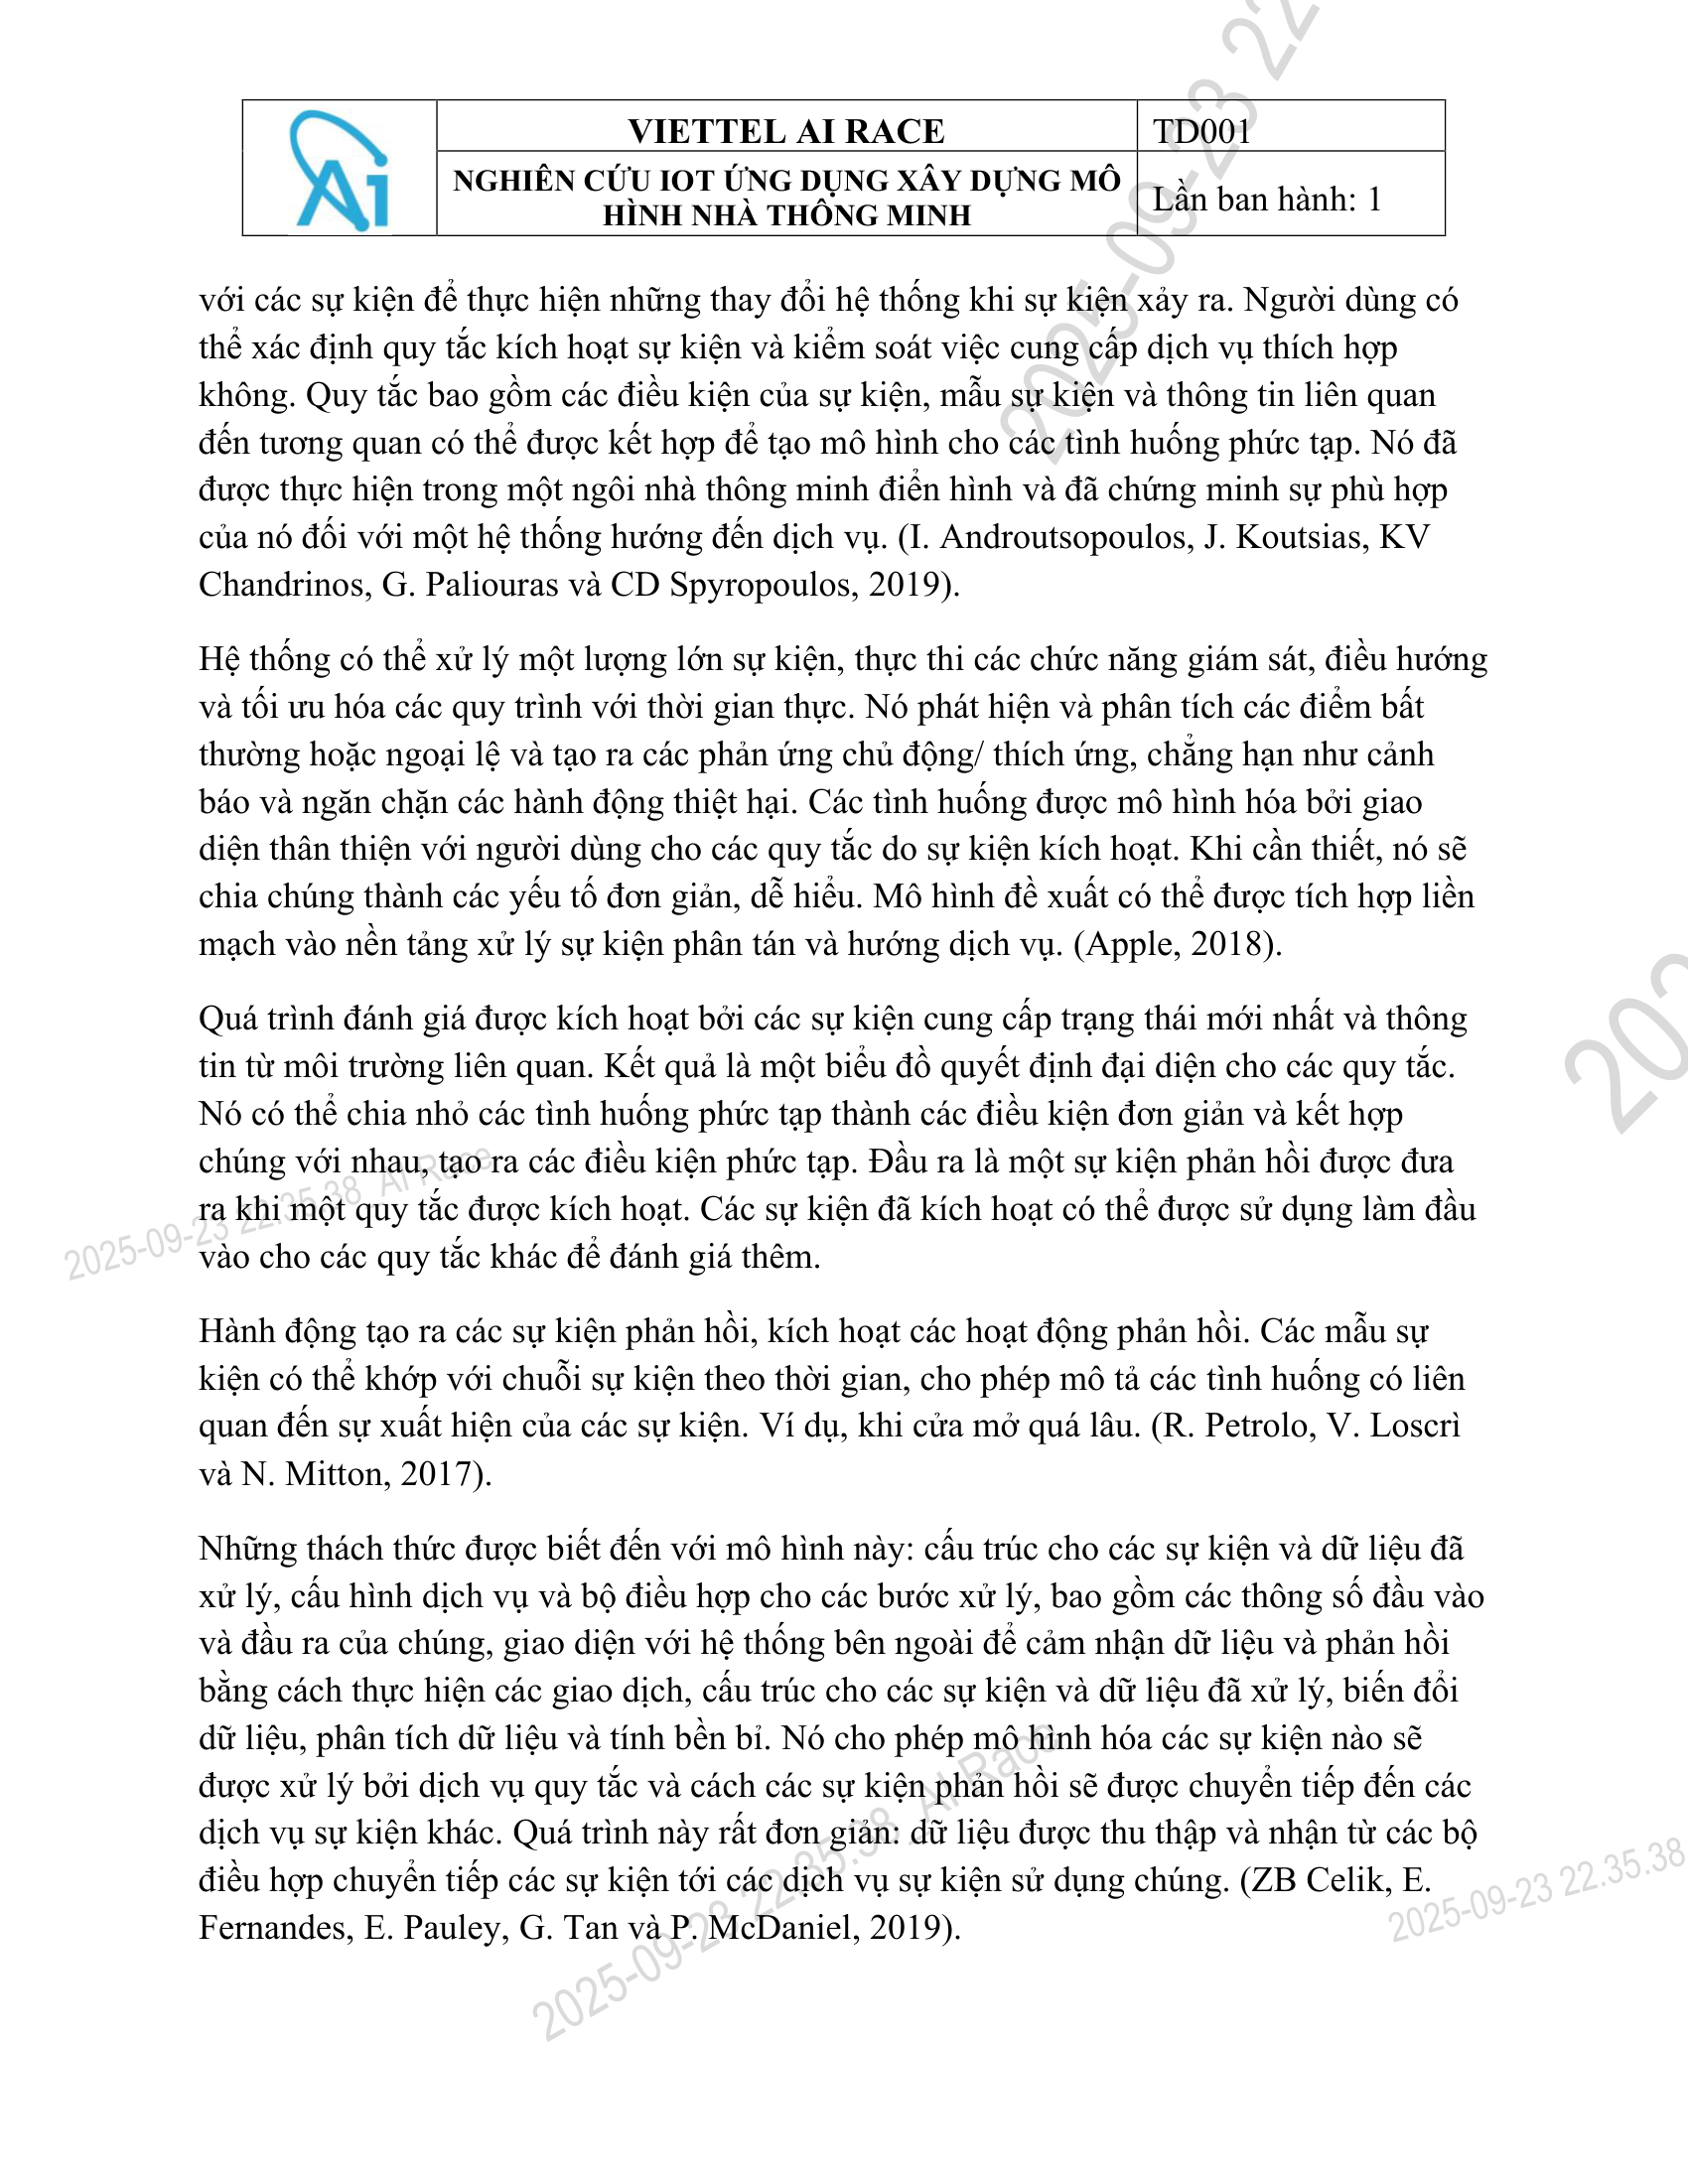 Ai
VIETTEL AI RACE
TD001
NGHIÊN CỨU IOT ỨNG DỤNG XÂY DỰNG MÔ
HÌNH NHÀ THÔNG MINH
Lần ban hành: 1
với các sự kiện để thực hiện những thay đổi hệ thống khi sự kiện xảy ra. Người dùng có
thể xác định quy tắc kích hoạt sự kiện và kiểm soát việc cung cấp dịch vụ thích hợp
không. Quy tắc bao gồm các điều kiện của sự kiện, mẫu sự kiện và thông tin liên quan
đến tương quan có thể được kết hợp để tạo mô hình cho các tình huống phức tạp. Nó đã
được thực hiện trong một ngôi nhà thông minh điển hình và đã chứng minh sự phù hợp
của nó đối với một hệ thống hướng đến dịch vụ. (I. Androutsopoulos, J. Koutsias, KV
Chandrinos, G. Paliouras và CD Spyropoulos, 2019).
Hệ thống có thể xử lý một lượng lớn sự kiện, thực thi các chức năng giám sát, điều hướng
và tối ưu hóa các quy trình với thời gian thực. Nó phát hiện và phân tích các điểm bất
thường hoặc ngoại lệ và tạo ra các phản ứng chủ động/ thích ứng, chẳng hạn như cảnh
báo và ngăn chặn các hành động thiệt hại. Các tình huống được mô hình hóa bởi giao
diện thân thiện với người dùng cho các quy tắc do sự kiện kích hoạt. Khi cần thiết, nó sẽ
chia chúng thành các yếu tố đơn giản, dễ hiểu. Mô hình đề xuất có thể được tích hợp liền
mạch vào nền tảng xử lý sự kiện phân tán và hướng dịch vụ. (Apple, 2018).
Quá trình đánh giá được kích hoạt bởi các sự kiện cung cấp trạng thái mới nhất và thông
tin từ môi trường liên quan. Kết quả là một biểu đồ quyết định đại diện cho các quy tắc.
Nó có thể chia nhỏ các tình huống phức tạp thành các điều kiện đơn giản và kết hợp
chúng với nhau, tạo ra các điều kiện phức tạp. Đầu ra là một sự kiện phản hồi được đưa
ra khi một quy tắc được kích hoạt. Các sự kiện đã kích hoạt có thể được sử dụng làm đầu
vào cho các quy tắc khác để đánh giá thêm.
Hành động tạo ra các sự kiện phản hồi, kích hoạt các hoạt động phản hồi. Các mẫu sự
kiện có thể khớp với chuỗi sự kiện theo thời gian, cho phép mô tả các tình huống có liên
quan đến sự xuất hiện của các sự kiện. Ví dụ, khi cửa mở quá lâu. (R. Petrolo, V. Loscrì
và N. Mitton, 2017).
Những thách thức được biết đến với mô hình này: cấu trúc cho các sự kiện và dữ liệu đã
xử lý, cấu hình dịch vụ và bộ điều hợp cho các bước xử lý, bao gồm các thông số đầu vào
và đầu ra của chúng, giao diện với hệ thống bên ngoài để cảm nhận dữ liệu và phản hồi
bằng cách thực hiện các giao dịch, cấu trúc cho các sự kiện và dữ liệu đã xử lý, biến đổi
dữ liệu, phân tích dữ liệu và tính bền bỉ. Nó cho phép mô hình hóa các sự kiện nào sẽ
được xử lý bởi dịch vụ quy tắc và cách các sự kiện phản hồi sẽ được chuyển tiếp đến các
dịch vụ sự kiện khác. Quá trình này rất đơn giản: dữ liệu được thu thập và nhận từ các bộ
điều hợp chuyển tiếp các sự kiện tới các dịch vụ sự kiện sử dụng chúng. (ZB Celik, E.
Fernandes, E. Pauley, G. Tan và P. McDaniel, 2019).
2025-09-23 22
202
2025-09-23 22.35.38_AI Race
2025-09-23 22.35.38_AI Race
2025-09-23 22.35.38